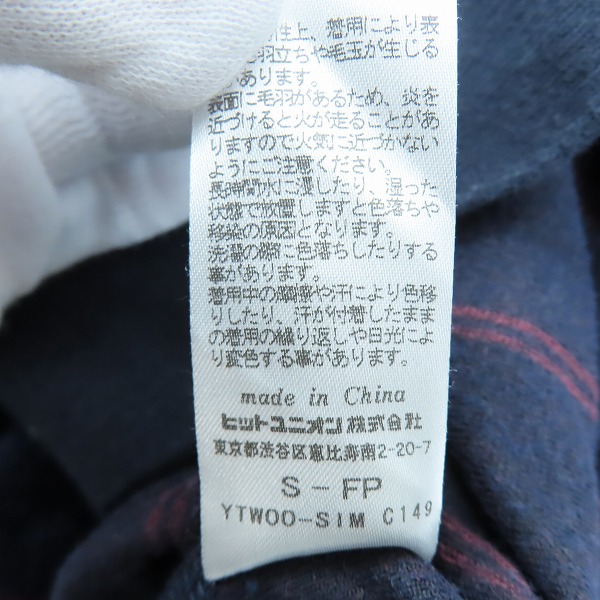 性上、着用により表
毛羽立ちや毛玉が生じる
あります。
表面に毛羽があるため、炎を
近づけると火が走ることがあ
りますので火気に近づかない
ようにご注意ください。
長時間水に浸したり、湿った
状態で放置しますと色落ちや
移染の原因となります。
洗濯の際に色落ちしたりする
事があります。
着用中の摩擦や汗により色移
りしたり、汗が付着したまま
の着用の繰り返しや日光によ
り変色する事があります。
made in China
ヒットユニオン株式会社
東京都渋谷区恵比寿南2-20-7
S-FP
YTW00-SIM C149